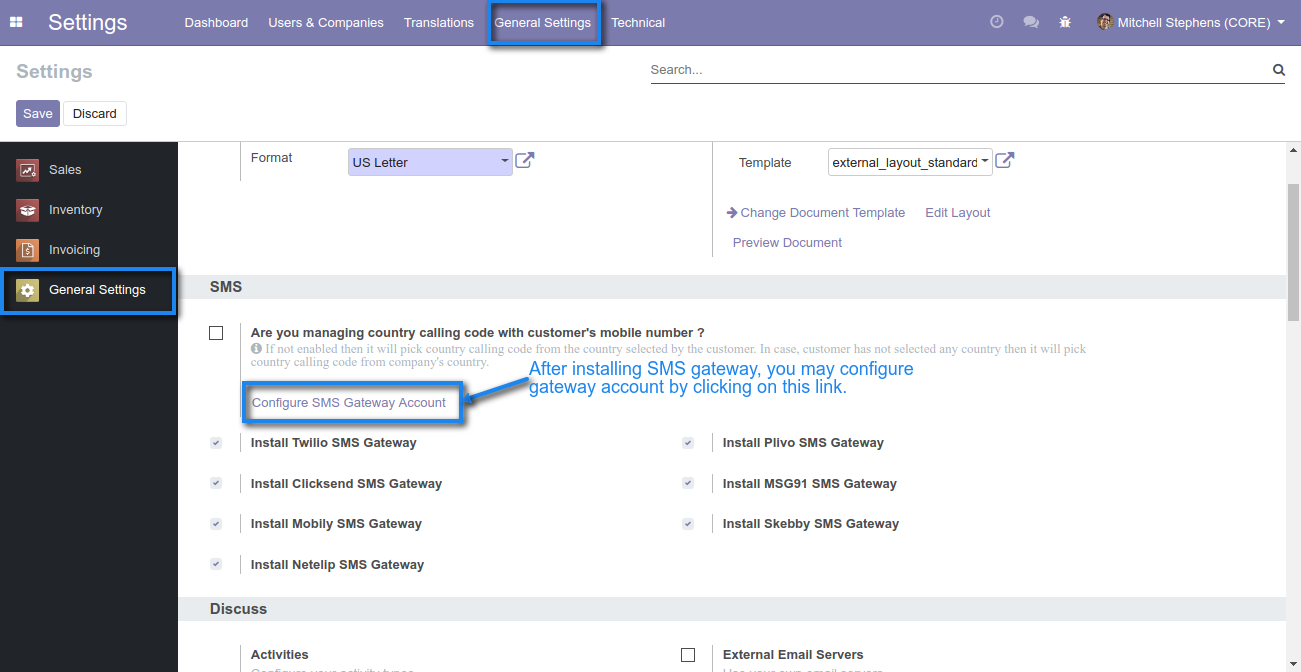 Settings Dashboard Users & Companies Translations General Settings Technical Mitchell Stephens (CORE)
Settings
Search...
Save Discard
Sales
Inventory
Invoicing
General Settings
Format US Letter
Template external_layout_standard
Change Document Template Edit Layout
Preview Document
SMS
Are you managing country calling code with customer's mobile number ?
If not enabled then it will pick country calling code from the country selected by the customer. In case, customer has not selected any country then it will pick
country calling code from company's country.
After installing SMS gateway, you may configure
gateway account by clicking on this link.
Configure SMS Gateway Account
Install Twilio SMS Gateway
Install Plivo SMS Gateway
Install Clicksend SMS Gateway
Install MSG91 SMS Gateway
Install Mobily SMS Gateway
Install Skebby SMS Gateway
Install Netelip SMS Gateway
Discuss
Activities
External Email Servers